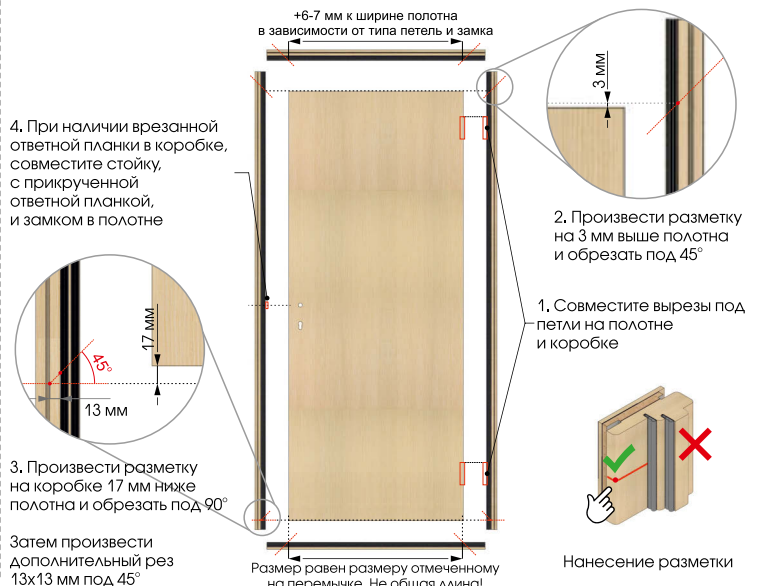 +6-7 мм к ширине полотна
в зависимости от типа петель и замка
3 мм
4. При наличии врезанной
ответной планки в коробке,
совместите стойку,
с прикрученной
ответной планкой,
и замком в полотне
2. Произвести разметку
на 3 мм выше полотна
и обрезать под 45°
1. Совместите вырезы под
петли на полотне
и коробке
17 мм
45°
13 мм
3. Произвести разметку
на коробке 17 мм ниже
полотна и обрезать под 90°
Затем произвести
дополнительный рез
13х13 мм под 45°
Размер равен размеру отмеченному
на перемычке. Не общая длина!
Нанесение разметки